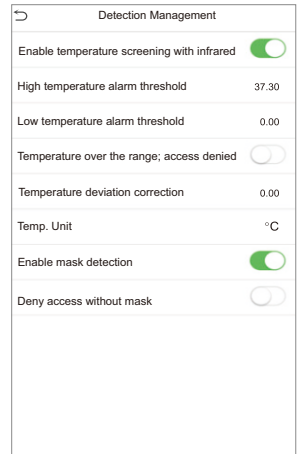 Detection Management
Enable temperature screening with infrared
High temperature alarm threshold 37.30
Low temperature alarm threshold 0.00
Temperature over the range; access denied
Temperature deviation correction 0.00
Temp. Unit °C
Enable mask detection
Deny access without mask